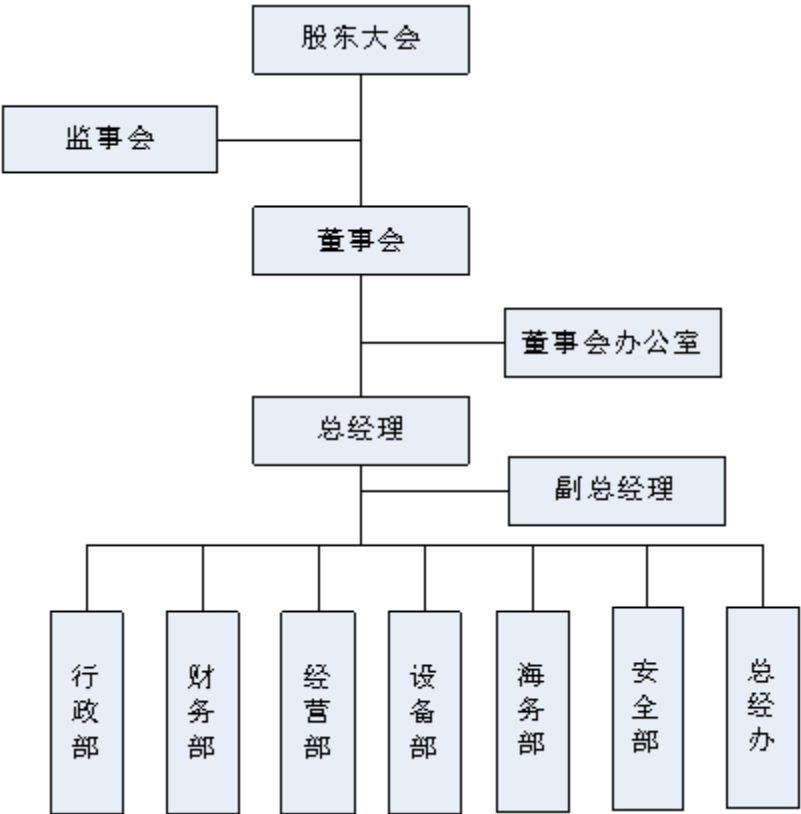 股东大会
监事会
董事会
董事会办公室
总经理
副总经理
行政部
财务部
经营部
设备部
海务部
安全部
总经办